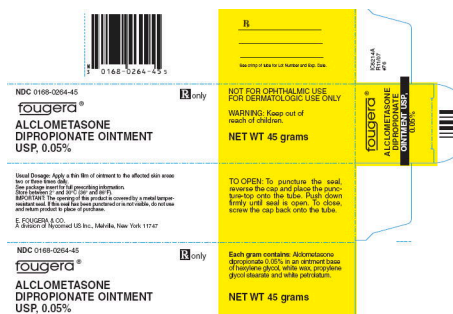 3 0168-0264-45 5
℞
See crimp of tube for Lot Number and Exp. Date.
IC6214A
R11/07
#76
NDC 0168-0264-45
℞ only
fougera®
ALCLOMETASONE
DIPROPIONATE OINTMENT
USP, 0.05%
NOT FOR OPHTHALMIC USE
FOR DERMATOLOGIC USE ONLY
WARNING: Keep out of
reach of children.
NET WT 45 grams
fougera®
ALCLOMETASONE
DIPROPIONATE
OINTMENT USP,
0.05%
Usual Dosage: Apply a thin film of ointment to the affected skin areas
two or three times daily.
See package insert for full prescribing information.
Store between 2° and 30°C (36° and 86°F).
IMPORTANT: The opening of this product is covered by a metal tamper-
resistant seal. If this seal has been punctured or is not visible, do not use
and return product to place of purchase.
E. FOUGERA & CO.
A division of Nycomed US Inc., Melville, New York 11747
TO OPEN: To puncture the seal,
reverse the cap and place the punc-
ture-top onto the tube. Push down
firmly until seal is open. To close,
screw the cap back onto the tube.
NDC 0168-0264-45
℞ only
fougera®
ALCLOMETASONE
DIPROPIONATE OINTMENT
USP, 0.05%
Each gram contains: Alclometasone
dipropionate 0.05% in an ointment base
of hexylene glycol, white wax, propylene
glycol stearate and white petrolatum.
NET WT 45 grams